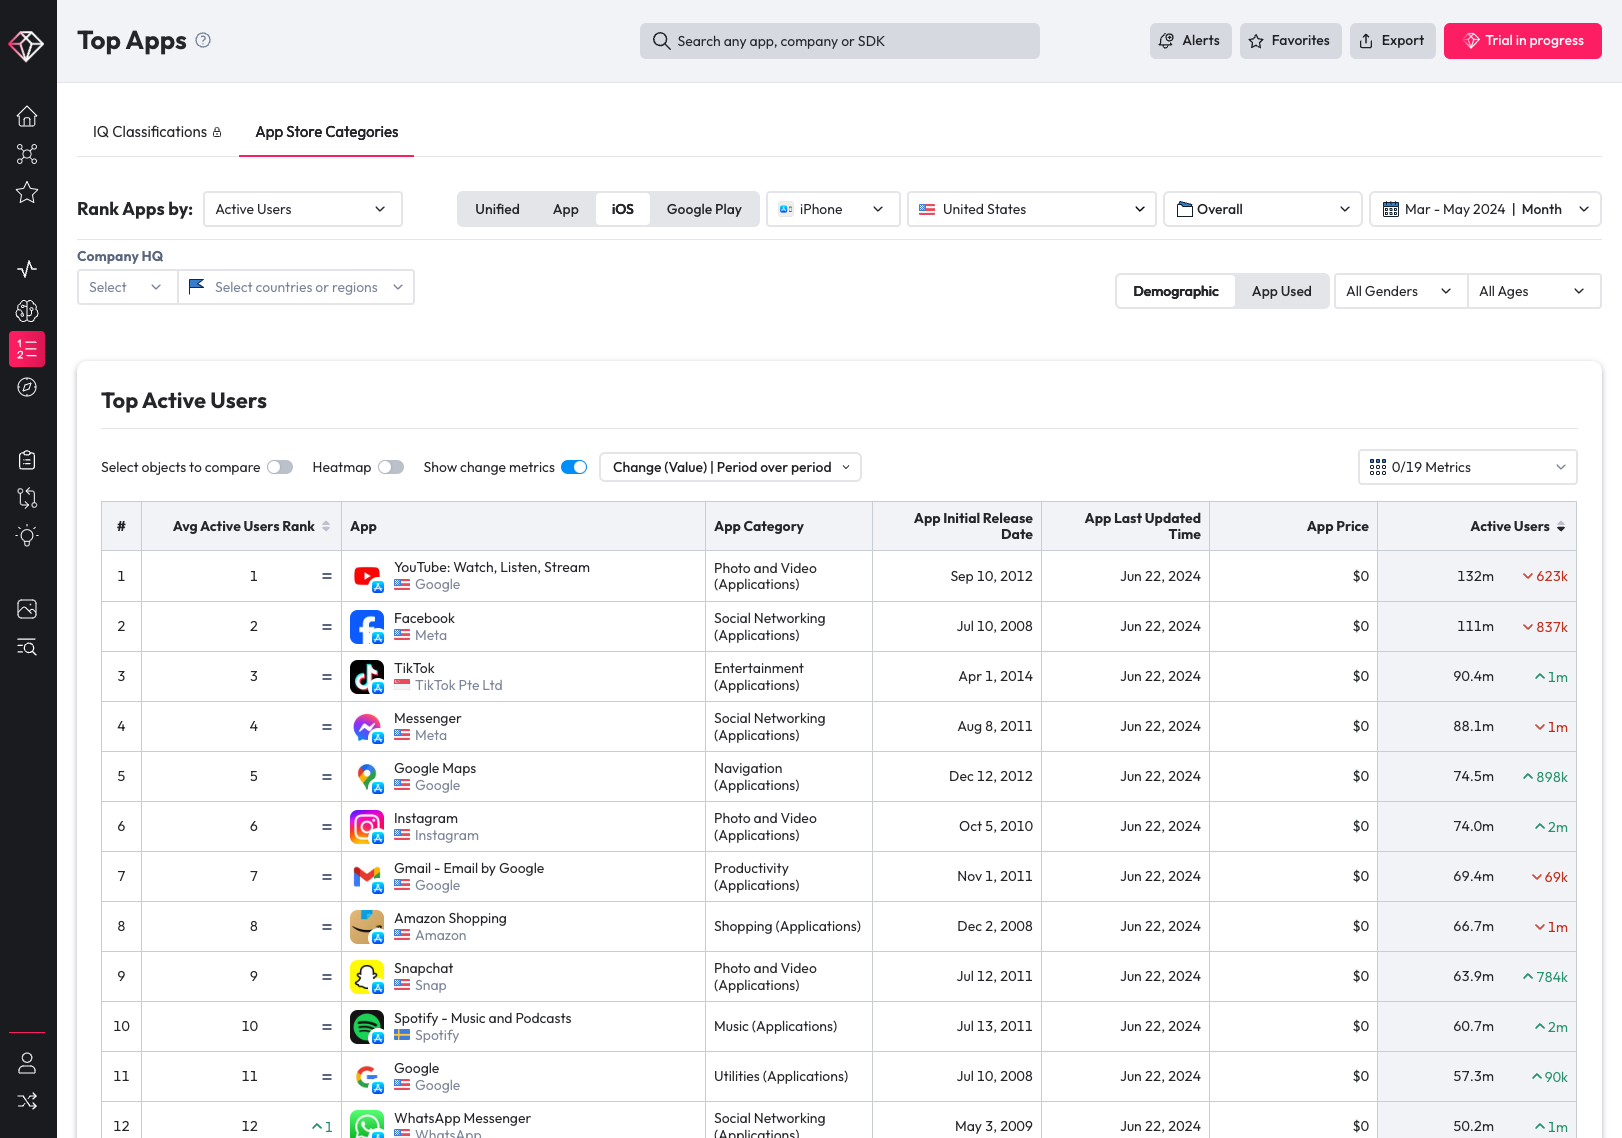 Top Apps
Search any app, company or SDK
Alerts
Favorites
Export
Trial in progress
IQ Classifications
App Store Categories
Rank Apps by:
Active Users
Unified
App
iOS
Google Play
iPhone
United States
Overall
Mar - May 2024 | Month
Company HQ
Select
Select countries or regions
Demographic
App Used
All Genders
All Ages
Top Active Users
Select objects to compare
Heatmap
Show change metrics
Change (Value) | Period over period
0/19 Metrics
# Avg Active Users Rank App App Category App Initial Release App Last Updated App Price Active Users
Date Time
1 1 = YouTube: Watch, Listen, Stream Photo and Video Sep 10, 2012 Jun 22, 2024 $0 132m 623k
Google (Applications)
2 2 = Facebook Social Networking Jul 10, 2008 Jun 22, 2024 $0 111m 837k
Meta (Applications)
3 3 = TikTok Entertainment Apr 1, 2014 Jun 22, 2024 $0 90.4m 1m
TikTok Pte Ltd (Applications)
4 4 = Messenger Social Networking Aug 8, 2011 Jun 22, 2024 $0 88.1m 1m
Meta (Applications)
5 5 = Google Maps Navigation Dec 12, 2012 Jun 22, 2024 $0 74.5m 898k
Google (Applications)
6 6 = Instagram Photo and Video Oct 5, 2010 Jun 22, 2024 $0 74.0m 2m
Instagram (Applications)
7 7 = Gmail - Email by Google Productivity Nov 1, 2011 Jun 22, 2024 $0 69.4m 69k
Google (Applications)
8 8 = Amazon Shopping Shopping (Applications) Dec 2, 2008 Jun 22, 2024 $0 66.7m 1m
Amazon
9 9 = Snapchat Photo and Video Jul 12, 2011 Jun 22, 2024 $0 63.9m 784k
Snap (Applications)
10 10 = Spotify - Music and Podcasts Music (Applications) Jul 13, 2011 Jun 22, 2024 $0 60.7m 2m
Spotify
11 11 = Google Utilities (Applications) Jul 10, 2008 Jun 22, 2024 $0 57.3m 90k
Google
12 12 1 WhatsApp Messenger Social Networking May 3, 2009 Jun 22, 2024 $0 50.2m 1m
WhatsApp (Applications)